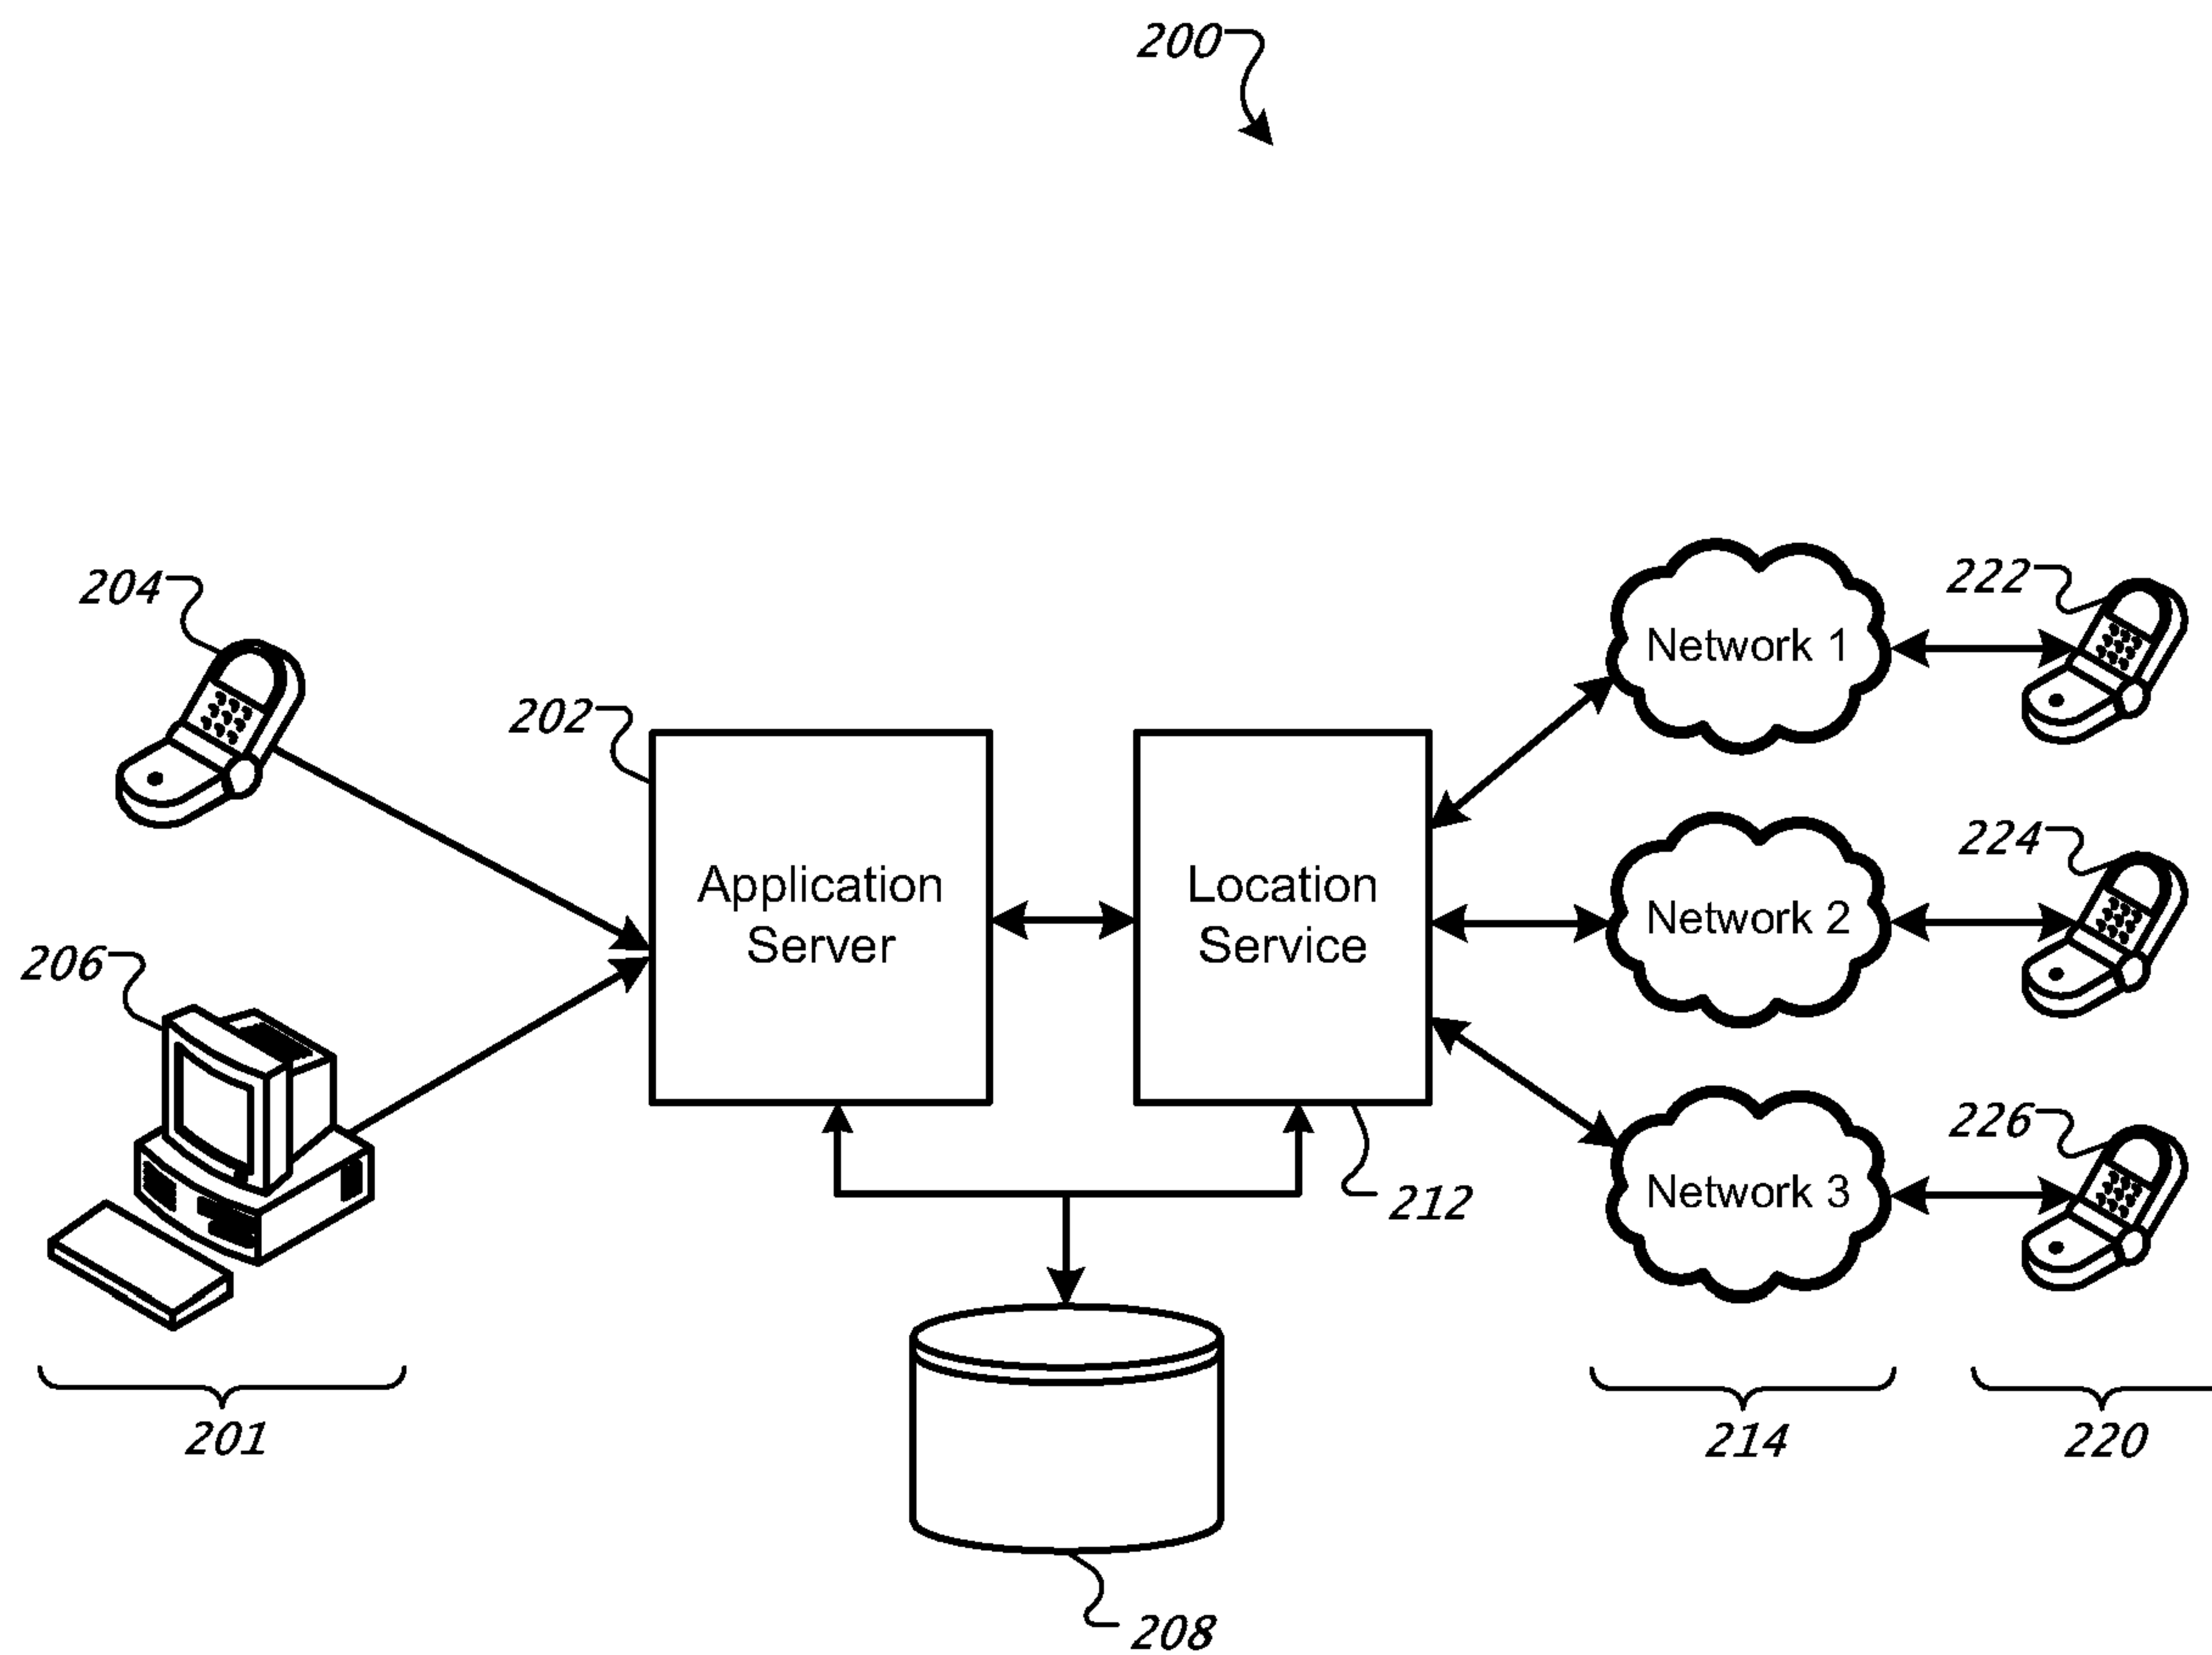 200
204
222
Network 1
202
224
Application
Server
Location
Service
Network 2
206
226
212
Network 3
201
214
220
208